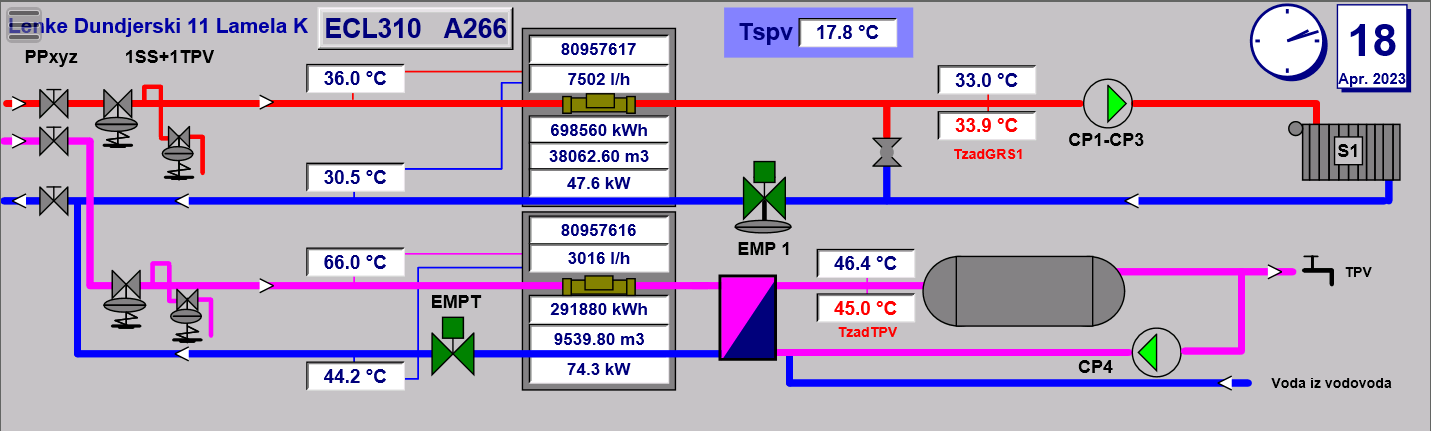 Lenke Dundjerski 11 Lamela K
ECL310 A266
Tspv 17.8 °C
18
Apr. 2023
PPxyz
1SS+1TPV
36.0 °C
80957617
7502 l/h
698560 kWh
38062.60 m3
47.6 kW
33.0 °C
33.9 °C
TzadGRS1
CP1-CP3
S1
30.5 °C
EMP 1
80957616
3016 l/h
66.0 °C
291880 kWh
9539.80 m3
74.3 kW
EMPT
44.2 °C
46.4 °C
45.0 °C
TzadTPV
TPV
CP4
Voda iz vodovoda